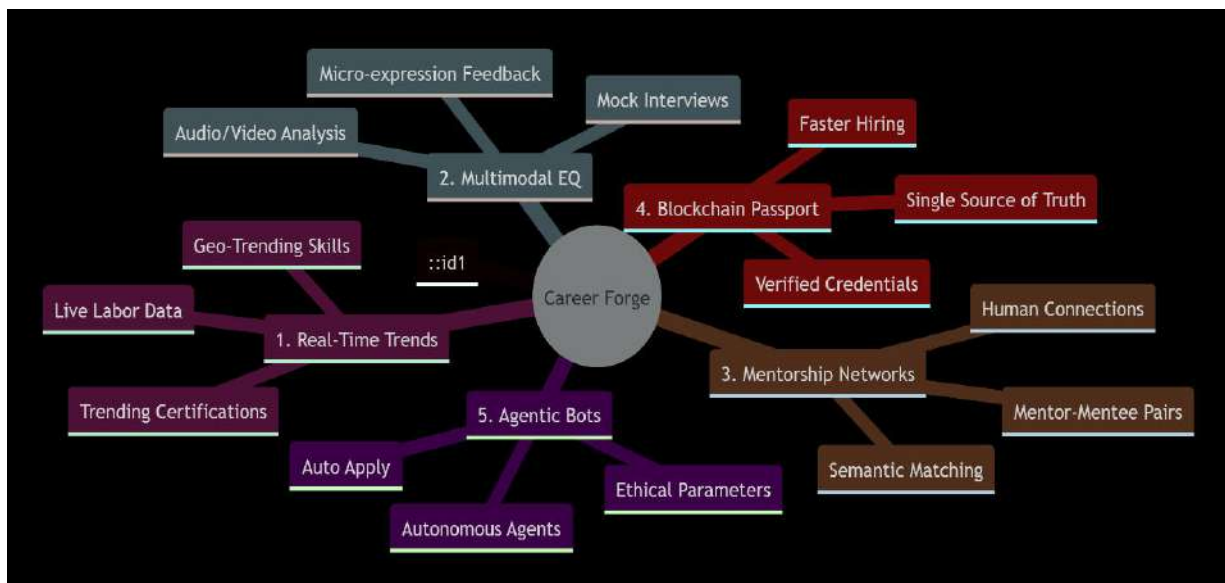 Micro-expression Feedback
Mock Interviews
Audio/Video Analysis
2. Multimodal EQ
Faster Hiring
4. Blockchain Passport
Single Source of Truth
Verified Credentials
Geo-Trending Skills
::id1
Live Labor Data
1. Real-Time Trends
Trending Certifications
Career Forge
Human Connections
3. Mentorship Networks
Mentor-Mentee Pairs
Semantic Matching
5. Agentic Bots
Auto Apply
Autonomous Agents
Ethical Parameters